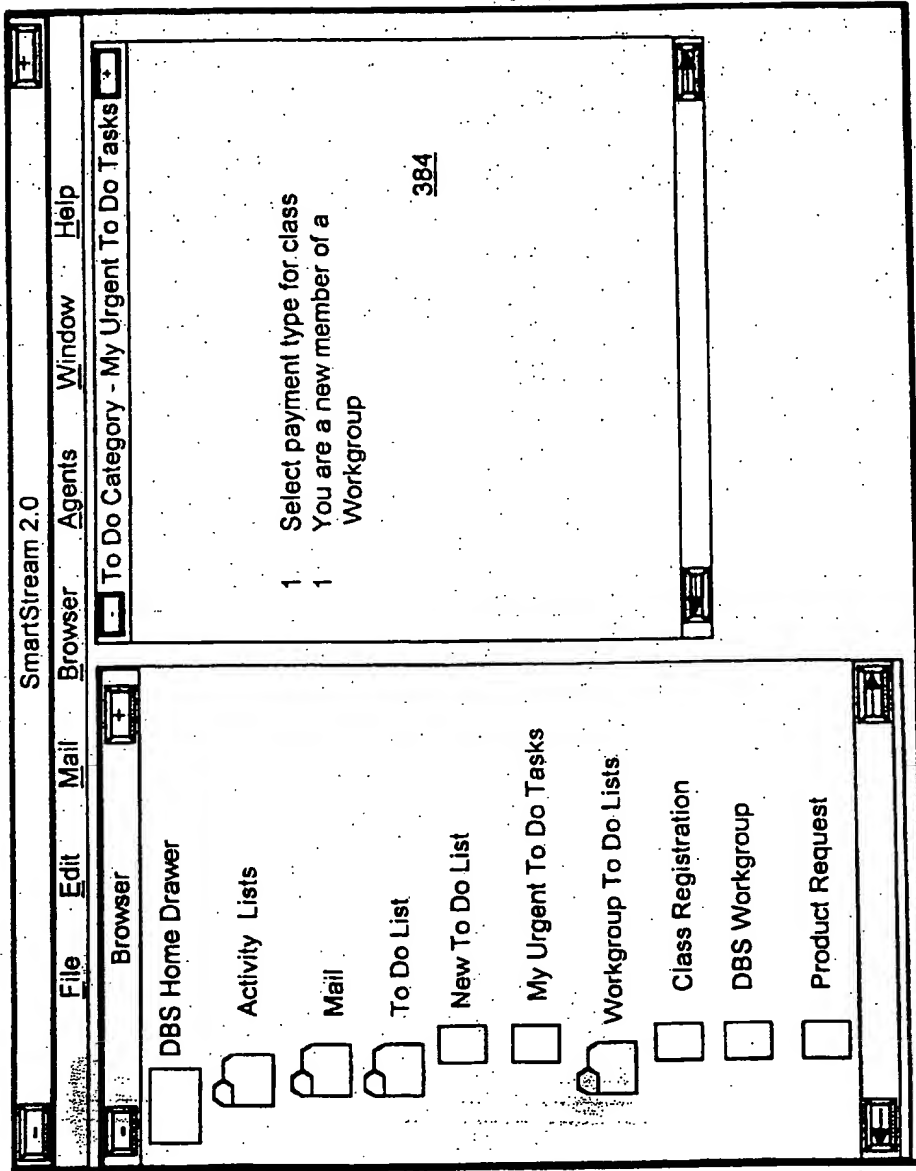 SmartStream 2.0
File Edit Mail Browser Agents Window Help
Browser
DBS Home Drawer
Activity Lists
Mail
To Do List
New To Do List
My Urgent To Do Tasks
Workgroup To Do Lists
Class Registration
DBS Workgroup
Product Request
To Do Category - My Urgent To Do Tasks
1 Select payment type for class
1 You are a new member of a
Workgroup
384